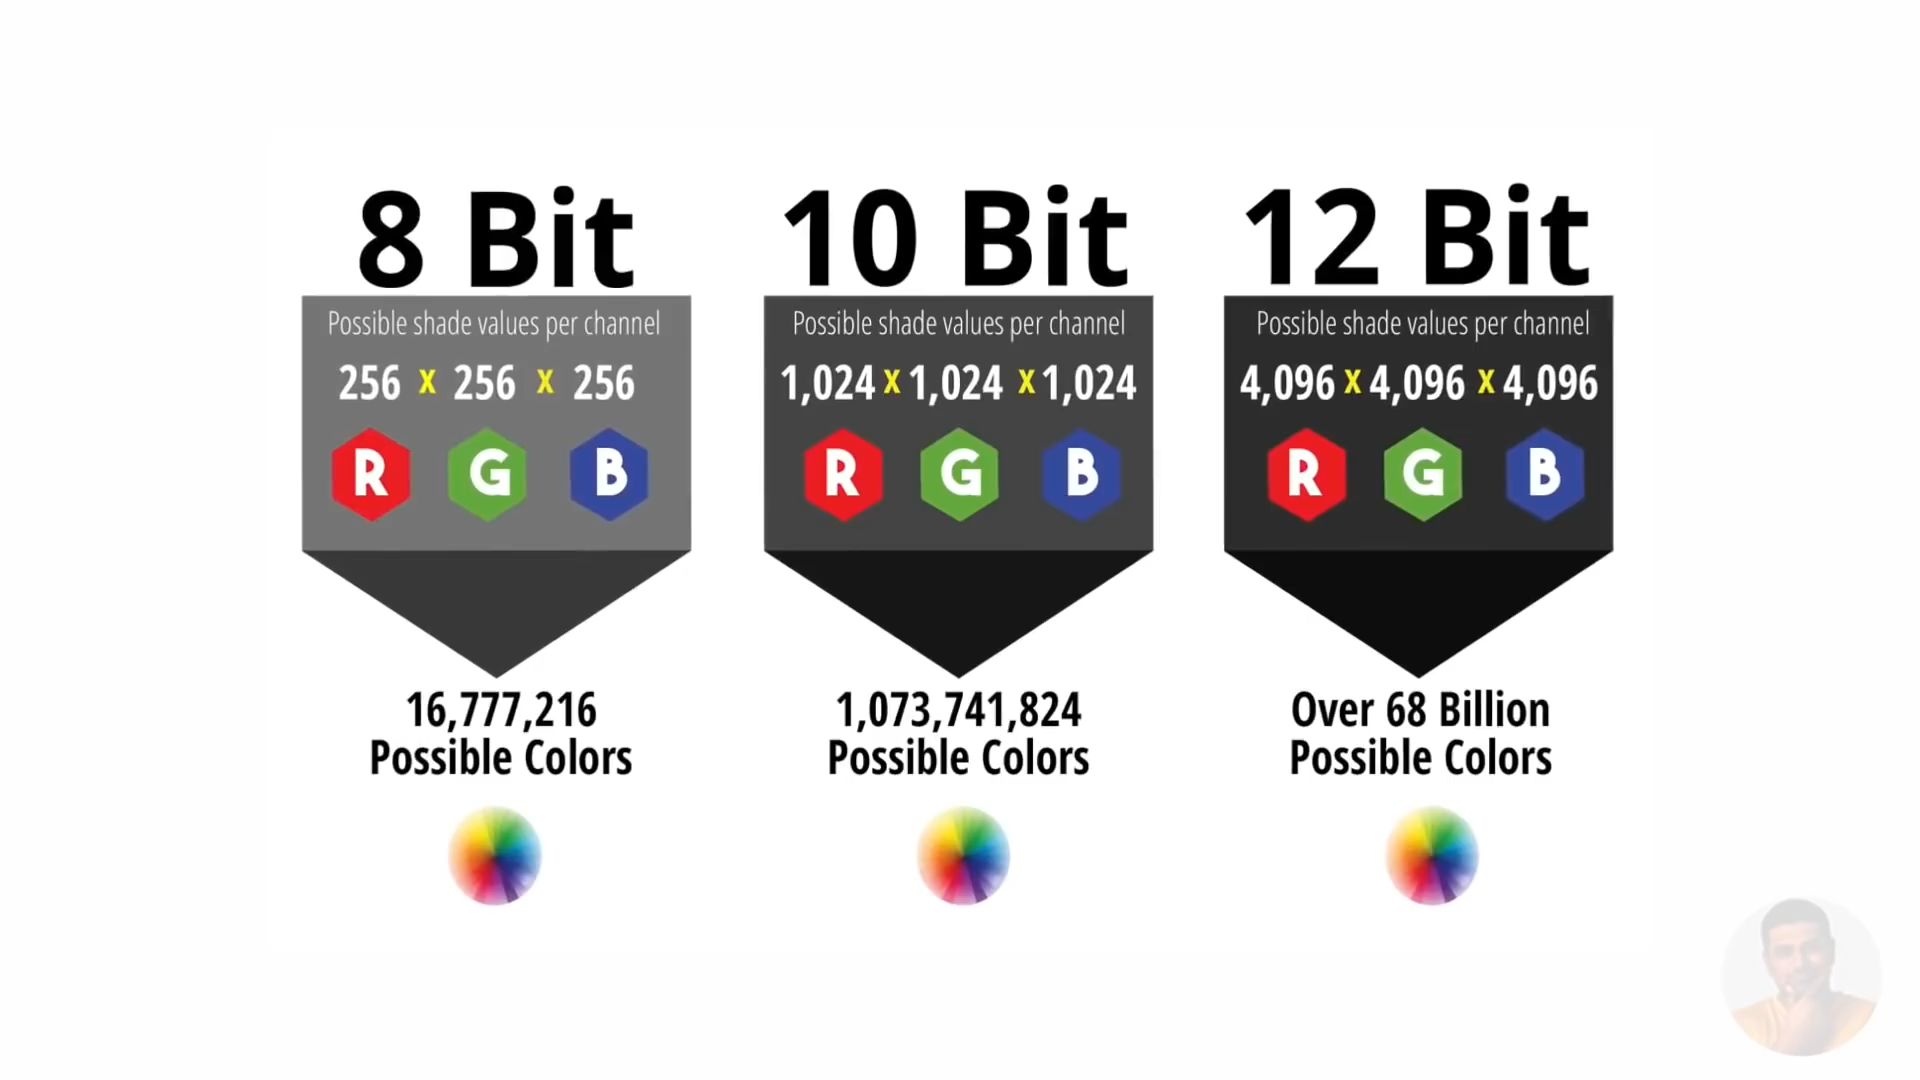 8 Bit
Possible shade values per channel
256 x 256 x 256
R G B
16,777,216
Possible Colors
10 Bit
Possible shade values per channel
1,024 x 1,024 x 1,024
R G B
1,073,741,824
Possible Colors
12 Bit
Possible shade values per channel
4,096 x 4,096 x 4,096
R G B
Over 68 Billion
Possible Colors